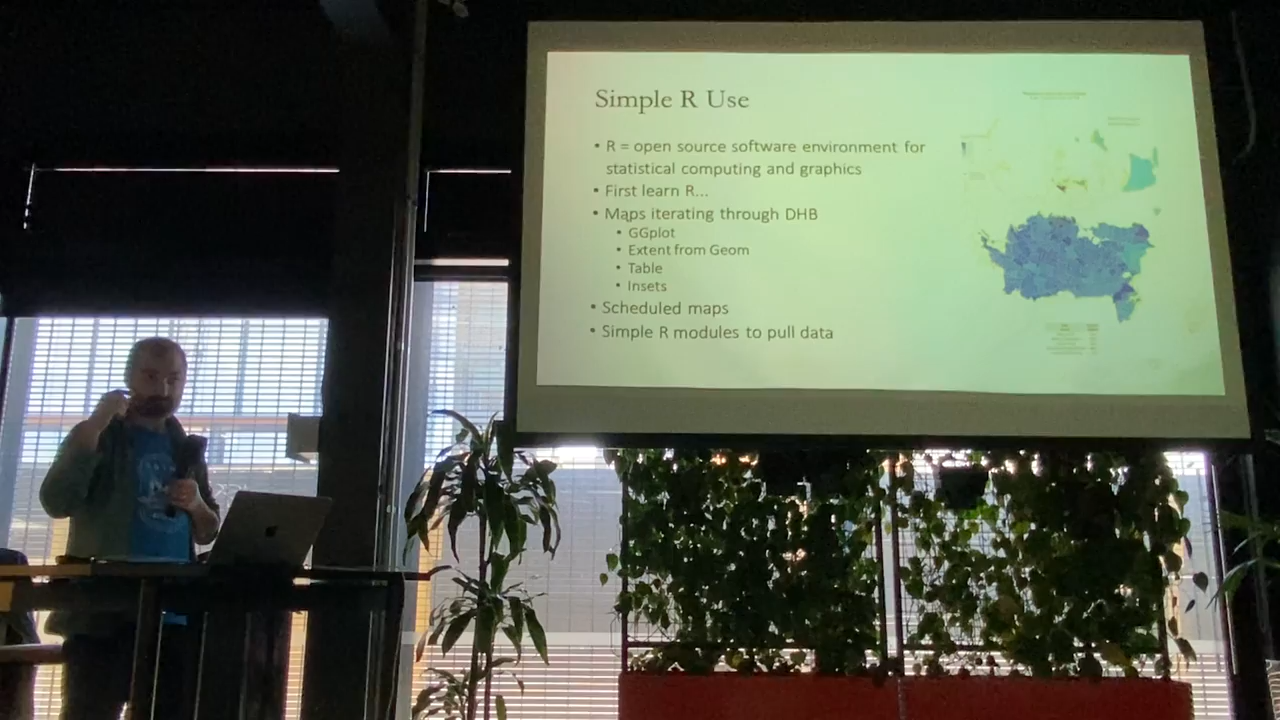 Simple R Use
• R = open source software environment for
statistical computing and graphics
• First learn R...
• Maps iterating through DHB
• GGplot
• Extent from Geom
• Table
• Insets
• Scheduled maps
• Simple R modules to pull data